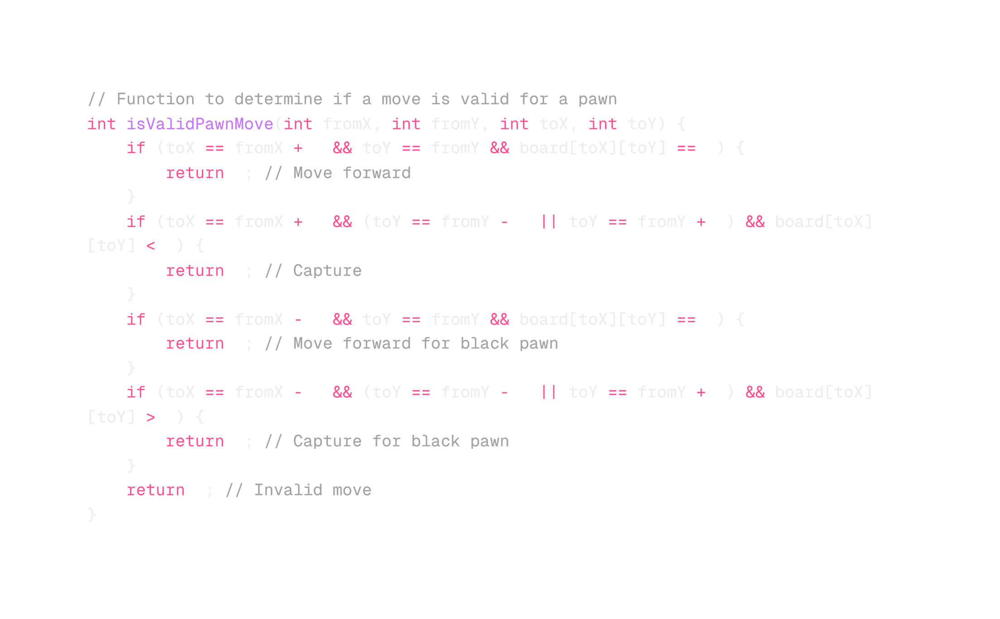 // Function to determine if a move is valid for a pawn
int isValidPawnMove(int fromX, int fromY, int toX, int toY) {
    if (toX == fromX +   && toY == fromY && board[toX][toY] ==  ) {
        return  ; // Move forward
    }
    if (toX == fromX +   && (toY == fromY -   || toY == fromY +  ) && board[toX]
[toY] <  ) {
        return  ; // Capture
    }
    if (toX == fromX -   && toY == fromY && board[toX][toY] ==  ) {
        return  ; // Move forward for black pawn
    }
    if (toX == fromX -   && (toY == fromY -   || toY == fromY +  ) && board[toX]
[toY] >  ) {
        return  ; // Capture for black pawn
    }
    return  ; // Invalid move
}